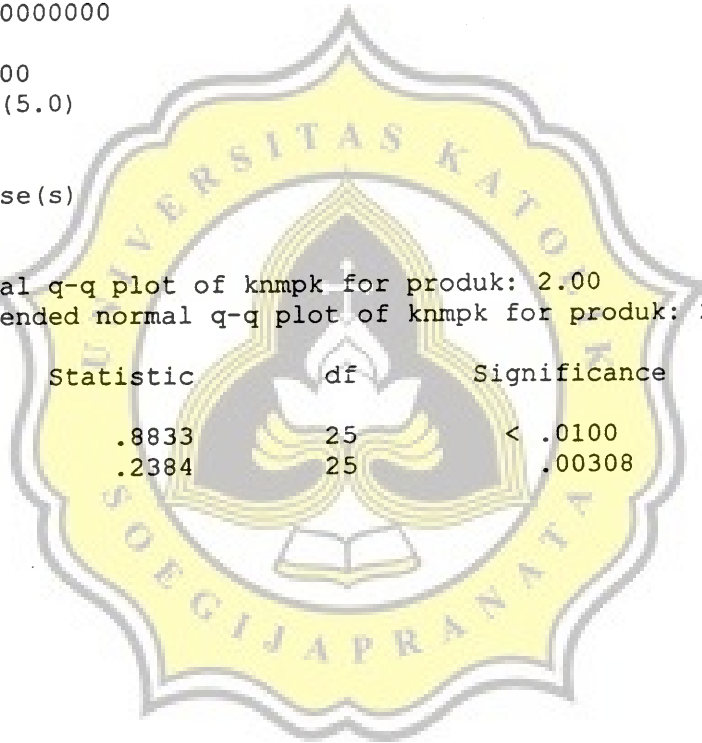 0000000
00
(5.0)
UNIVERSITAS KATOLIK
se(s)
al q-q plot of knmpk for produk: 2.00
ended normal q-q plot of knmpk for produk:
Statistic df Significance
.8833 25 < .0100
.2384 25 .00308
SOEGIJAPRANATA